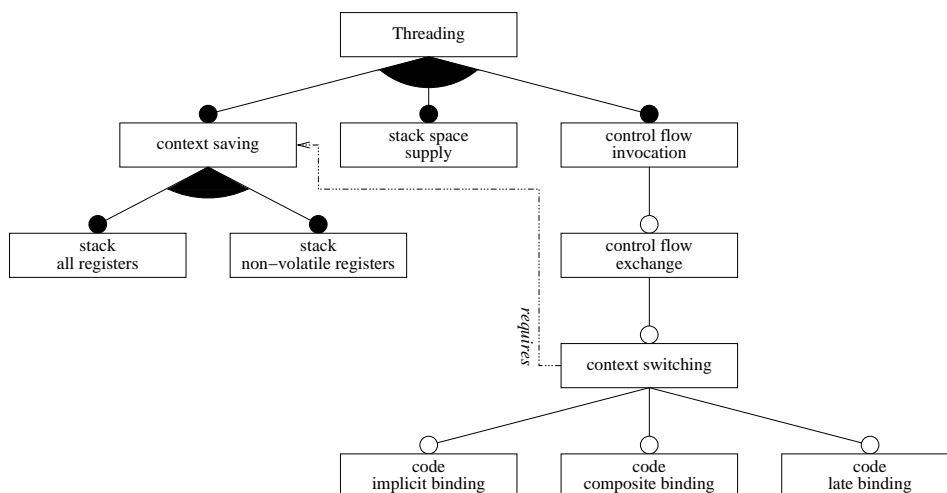 Threading
context saving
stack space
supply
control flow
invocation
stack
all registers
stack
non−volatile registers
control flow
exchange
requires
context switching
code
implicit binding
code
composite binding
code
late binding